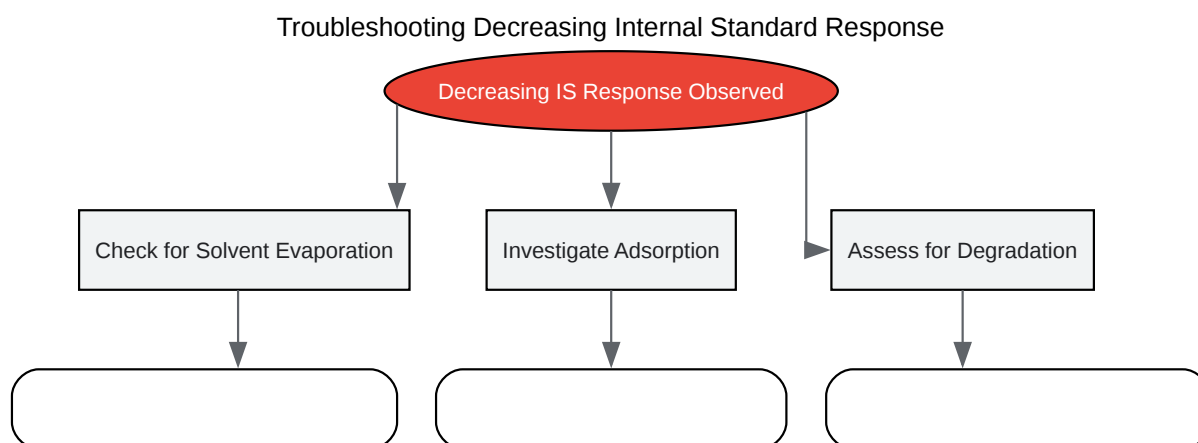 Troubleshooting Decreasing Internal Standard Response
Decreasing IS Response Observed
Check for Solvent Evaporation
Investigate Adsorption
Assess for Degradation